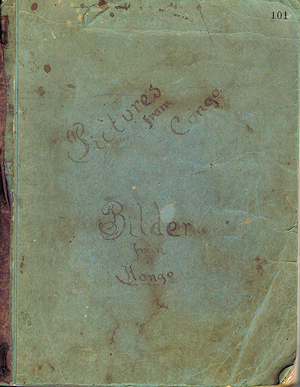 101
Pictures
from
Congo
Bilder
från
Kongo